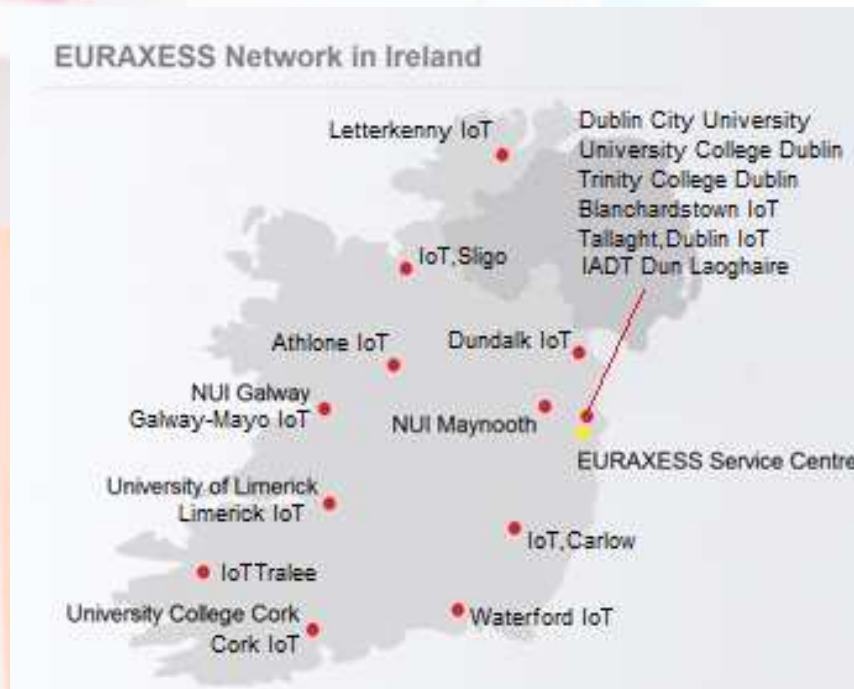 EURAXESS Network in Ireland
Letterkenny IoT
Dublin City University
University College Dublin
Trinity College Dublin
Blanchardstown IoT
Tallaght,Dublin IoT
IADT Dun Laoghaire
IoT,Sligo
Athlone IoT
Dundalk IoT
NUI Galway
Galway-Mayo IoT
NUI Maynooth
EURAXESS Service Centre
University of Limerick
Limerick IoT
IoT,Carlow
IoTTralee
University College Cork
Cork IoT
Waterford IoT